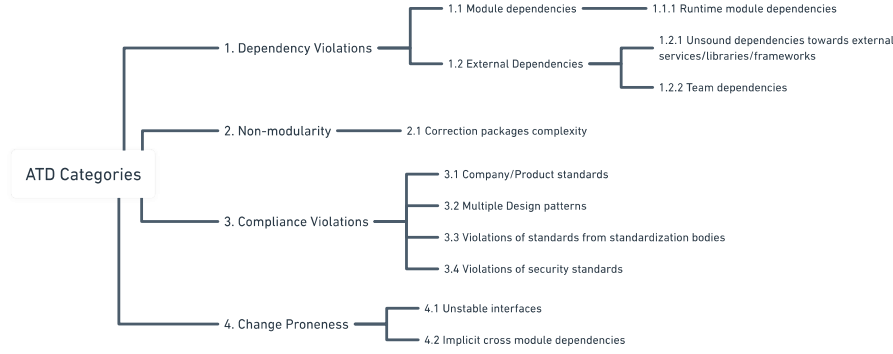 ATD Categories
1. Dependency Violations
1.1 Module dependencies
1.1.1 Runtime module dependencies
1.2 External Dependencies
1.2.1 Unsound dependencies towards external
services/libraries/frameworks
1.2.2 Team dependencies
2. Non-modularity
2.1 Correction packages complexity
3. Compliance Violations
3.1 Company/Product standards
3.2 Multiple Design patterns
3.3 Violations of standards from standardization bodies
3.4 Violations of security standards
4. Change Proneness
4.1 Unstable interfaces
4.2 Implicit cross module dependencies